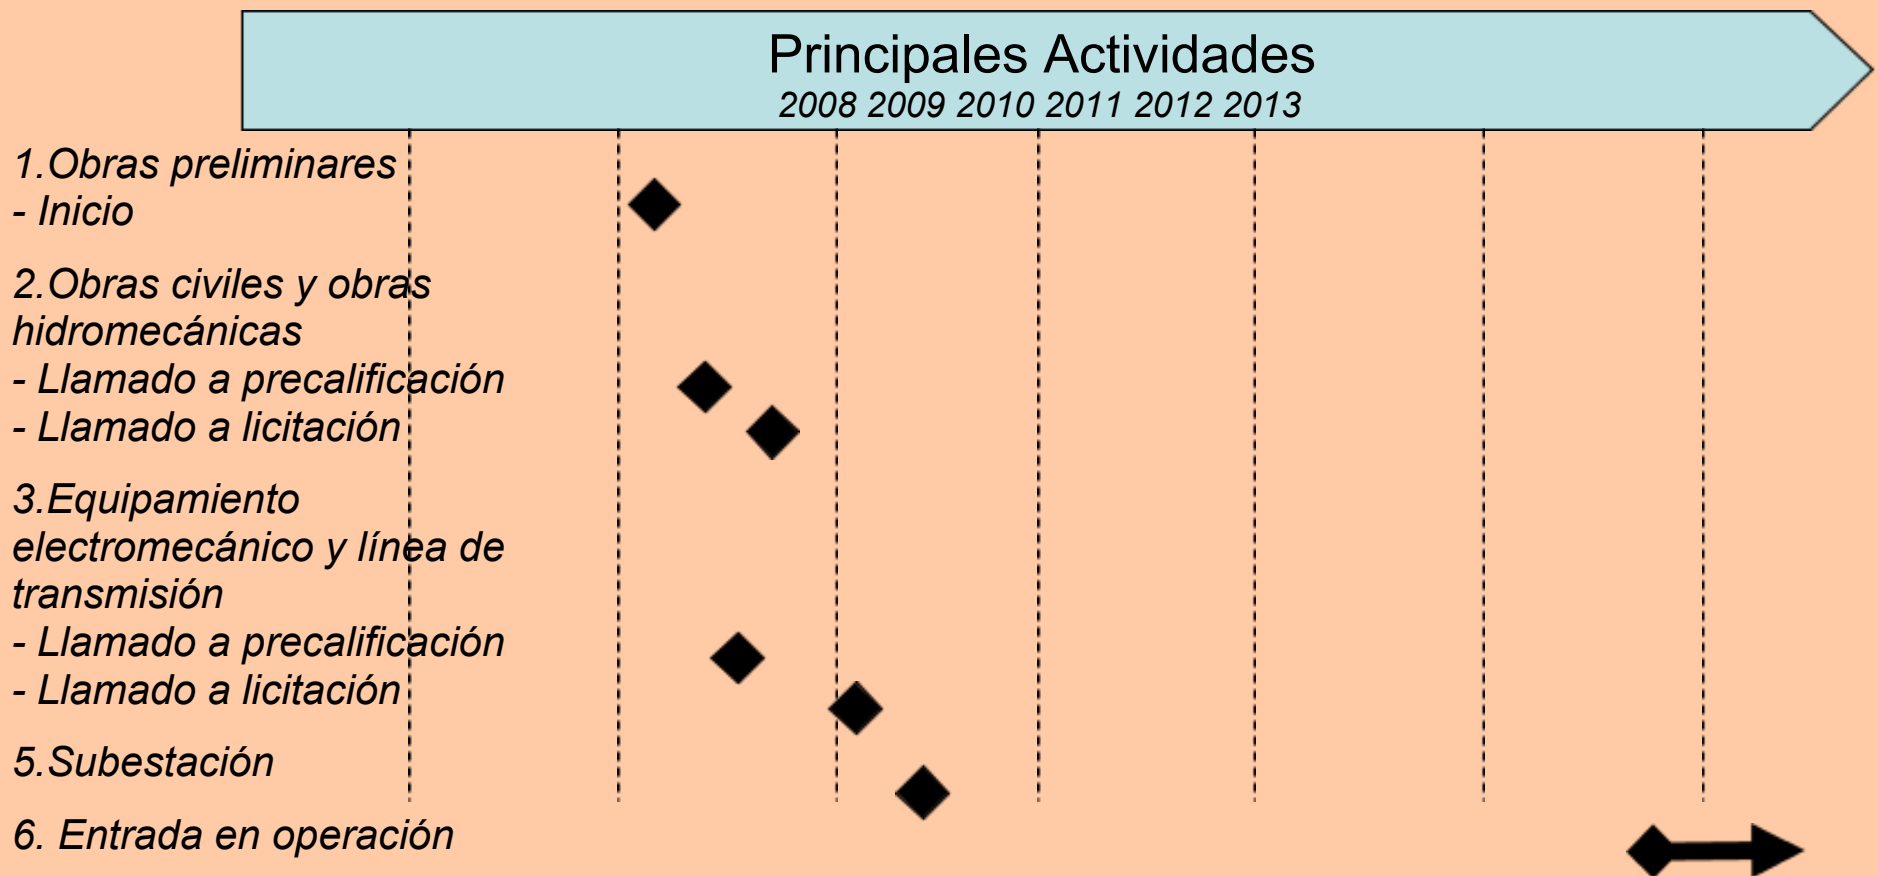 Principales Actividades
2008 2009 2010 2011 2012 2013
1.Obras preliminares
- Inicio
2.Obras civiles y obras
hidromecánicas
- Llamado a precalificación
- Llamado a licitación
3.Equipamiento
electromecánico y línea de
transmisión
- Llamado a precalificación
- Llamado a licitación
5.Subestación
6. Entrada en operación